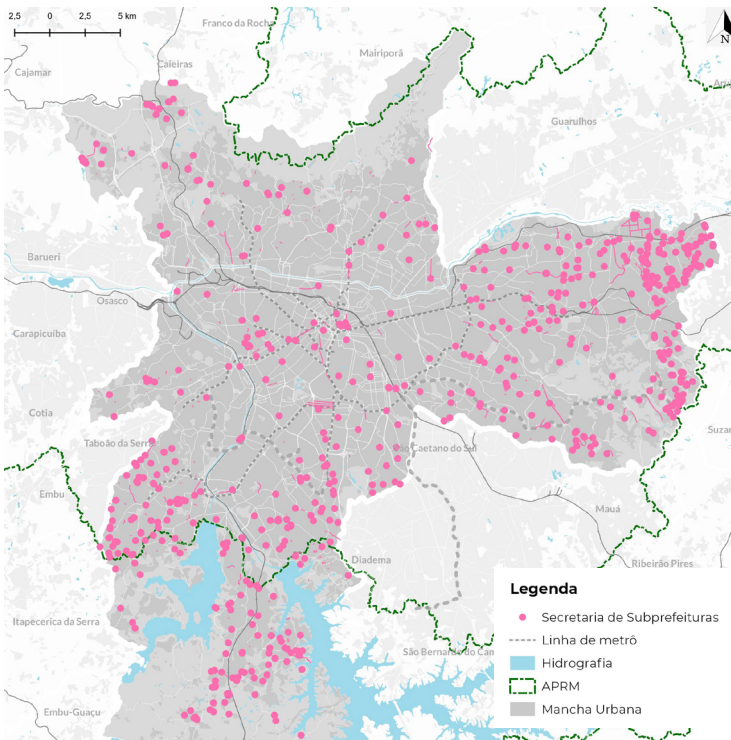 2,5 0 2,5 5 km
Franco da Rocha
Mairiporã
N
Caieiras
Cajamar
Guarulhos
Barueri
Osasco
Carapicuíba
Cotia
Taboão da Serra
São Caetano do Sul
Suzano
Embu
Mauá
Diadema
Ribeirão Pires
Itapecerica da Serra
São Bernardo do Cam
Embu-Guaçu
Legenda
Secretaria de Subprefeituras
Linha de metrô
Hidrografia
APRM
Mancha Urbana